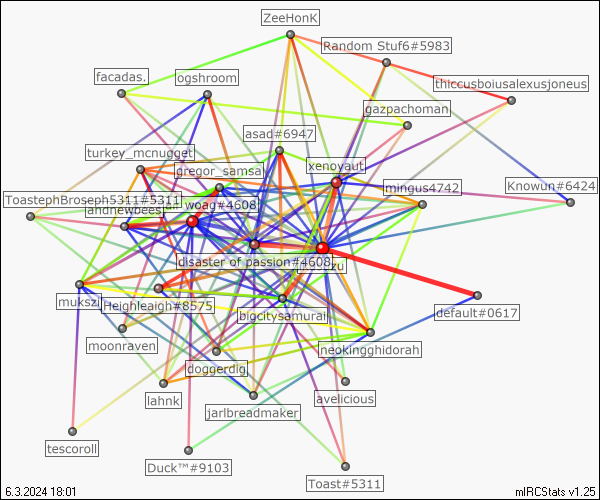 ZeeHonK
Random Stuf6#5983
facadas.
ogshroom
thiccusboiusalexusjoneus
gazpachoman
asad#6947
turkey_mcnugget
xenoyaut
gregor_samsa
mingus4742
Knowun#6424
ToastephBroseph5311#5311
woag#4608
andnewbees
disaster of passion#4608
mukszi
Heighleaigh#8575
bigcitysamurai
default#0617
moonraven
neokingghidorah
doggerdig
lahnk
avelicious
jarlbreadmaker
tescoroll
Duck™#9103
Toast#5311
6.3.2024 18:01
mIRCStats v1.25